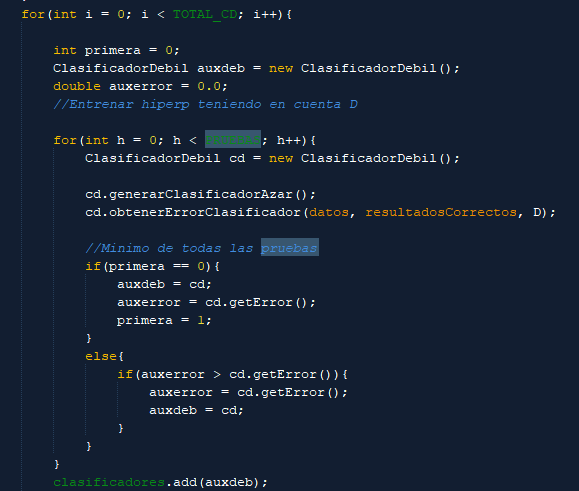 for(int i = 0; i < TOTAL_CD; i++){
int primera = 0;
ClasificadorDebil auxdeb = new ClasificadorDebil();
double auxerror = 0.0;
//Entrenar hiperp teniendo en cuenta D
for(int h = 0; h < PRUEBAS; h++){
ClasificadorDebil cd = new ClasificadorDebil();
cd.generarClasificadorAzar();
cd.obtenerErrorClasificador(datos, resultadosCorrectos, D);
//Minimo de todas las pruebas
if(primera == 0){
auxdeb = cd;
auxerror = cd.getError();
primera = 1;
}
else{
if(auxerror > cd.getError()){
auxerror = cd.getError();
auxdeb = cd;
}
}
}
clasificadores.add(auxdeb);